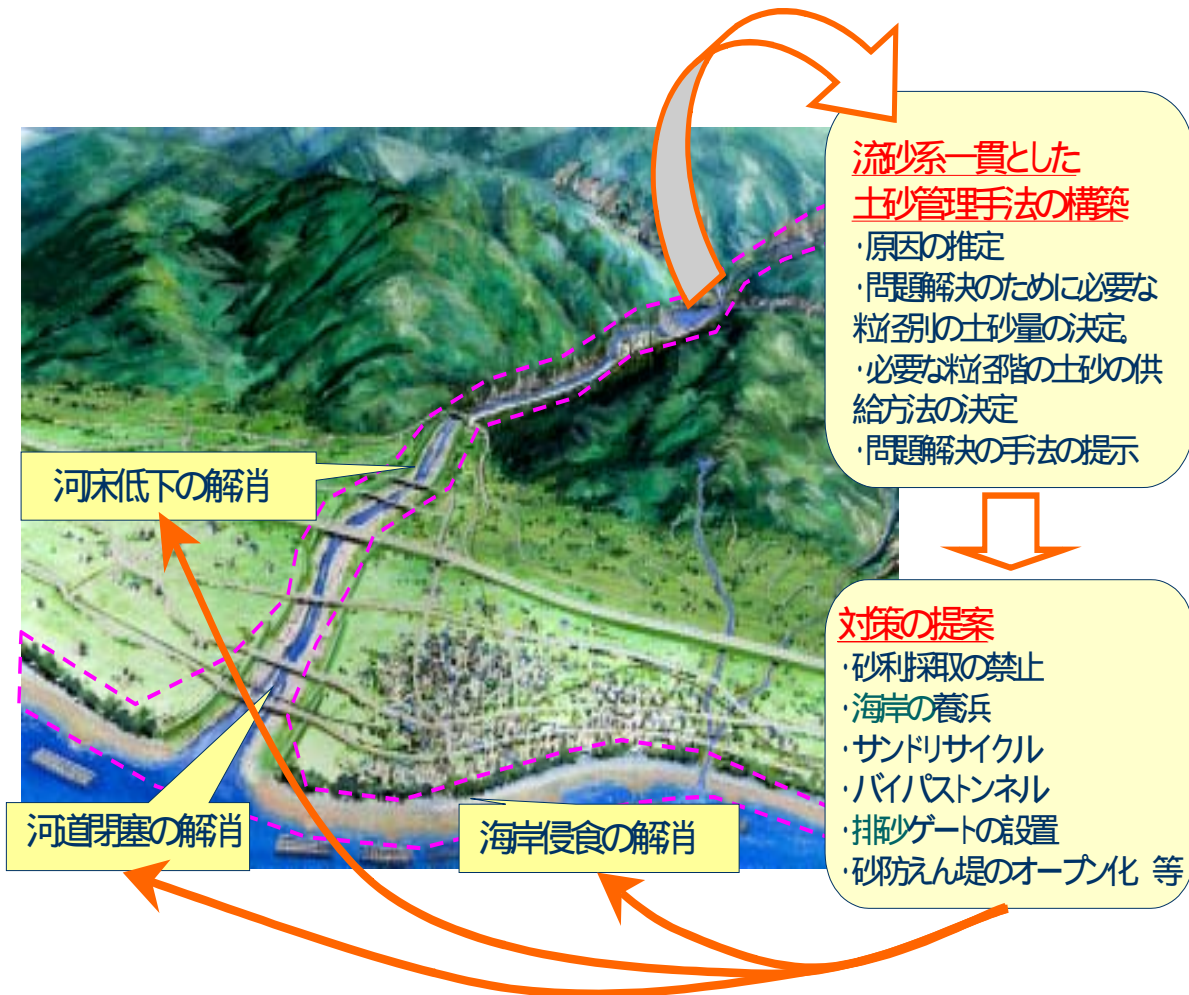 流砂系一貫とした
土砂管理手法の構築
・原因の推定
・問題解決のために必要な
粒径別の土砂量の決定。
・必要な粒径階の土砂の供
給方法の決定
・問題解決の手法の提示
河床低下の解消
対策の提案
・砂利採取の禁止
・海岸の養浜
・サンドリサイクル
・バイパストンネル
・排砂ゲートの設置
・砂防えん堤のオープン化 等
河道閉塞の解消
海岸侵食の解消